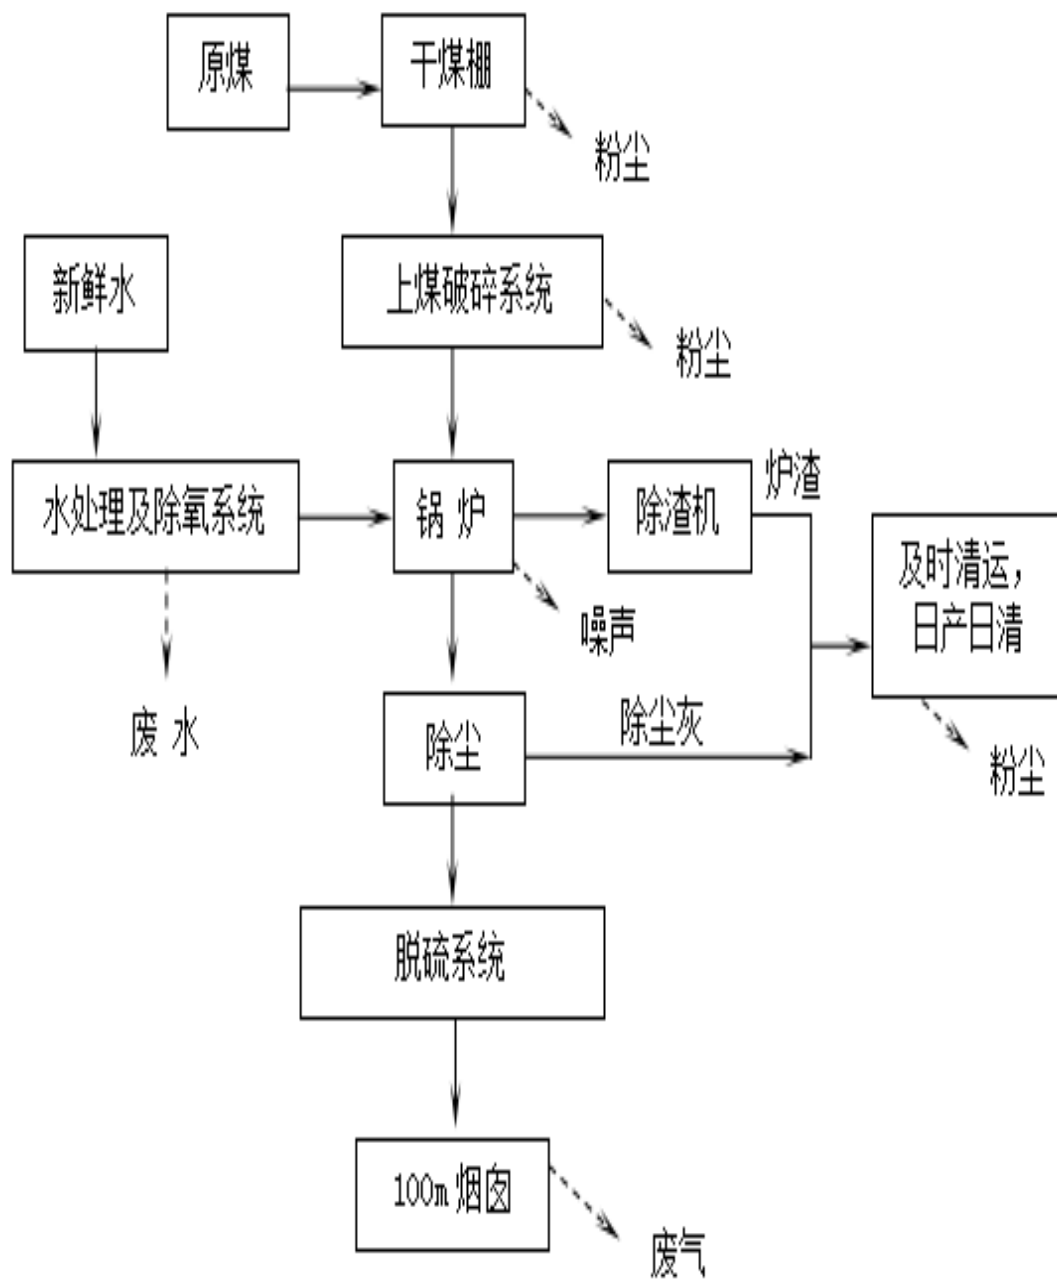 原煤
干煤棚
粉尘
新鲜水
上煤破碎系统
粉尘
水处理及除氧系统
锅 炉
除渣机
炉渣
及时清运，
日产日清
噪声
废 水
除尘
除尘灰
粉尘
脱硫系统
100m 烟囱
废气